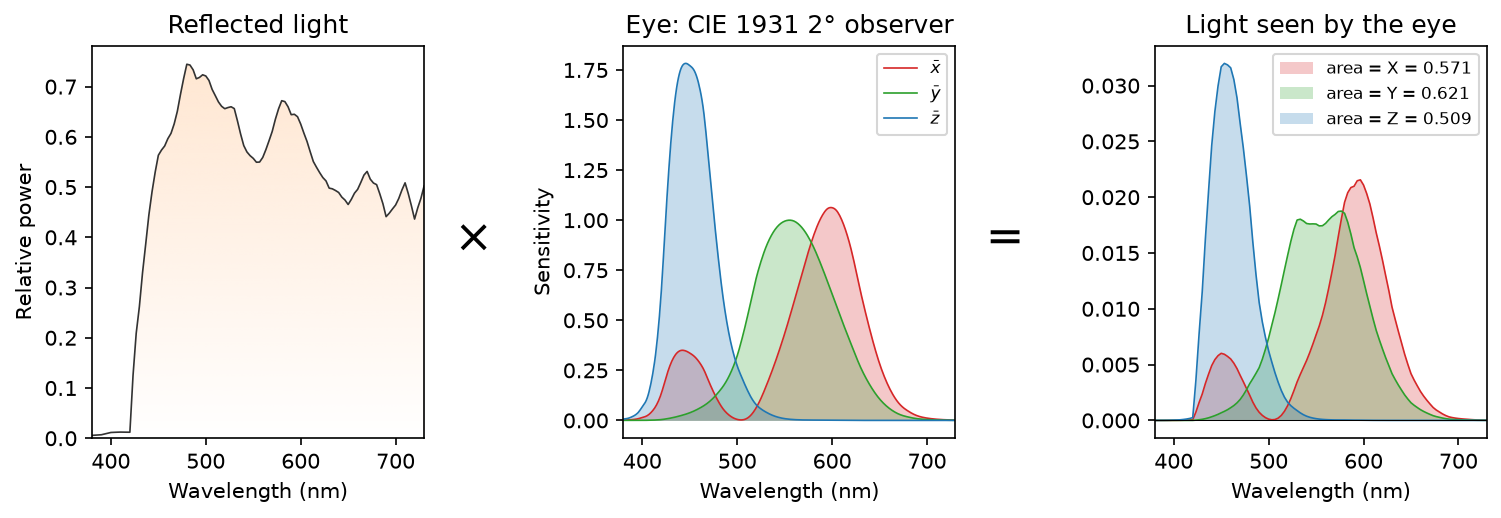 Reflected light
Relative power
0.7
0.6
0.5
0.4
0.3
0.2
0.1
0.0
400 500 600 700
Wavelength (nm)
×
Eye: CIE 1931 2° observer
Sensitivity
1.75
1.50
1.25
1.00
0.75
0.50
0.25
0.00
x̄
ȳ
z̄
400 500 600 700
Wavelength (nm)
=
Light seen by the eye
0.030
0.025
0.020
0.015
0.010
0.005
0.000
area = X = 0.571
area = Y = 0.621
area = Z = 0.509
400 500 600 700
Wavelength (nm)